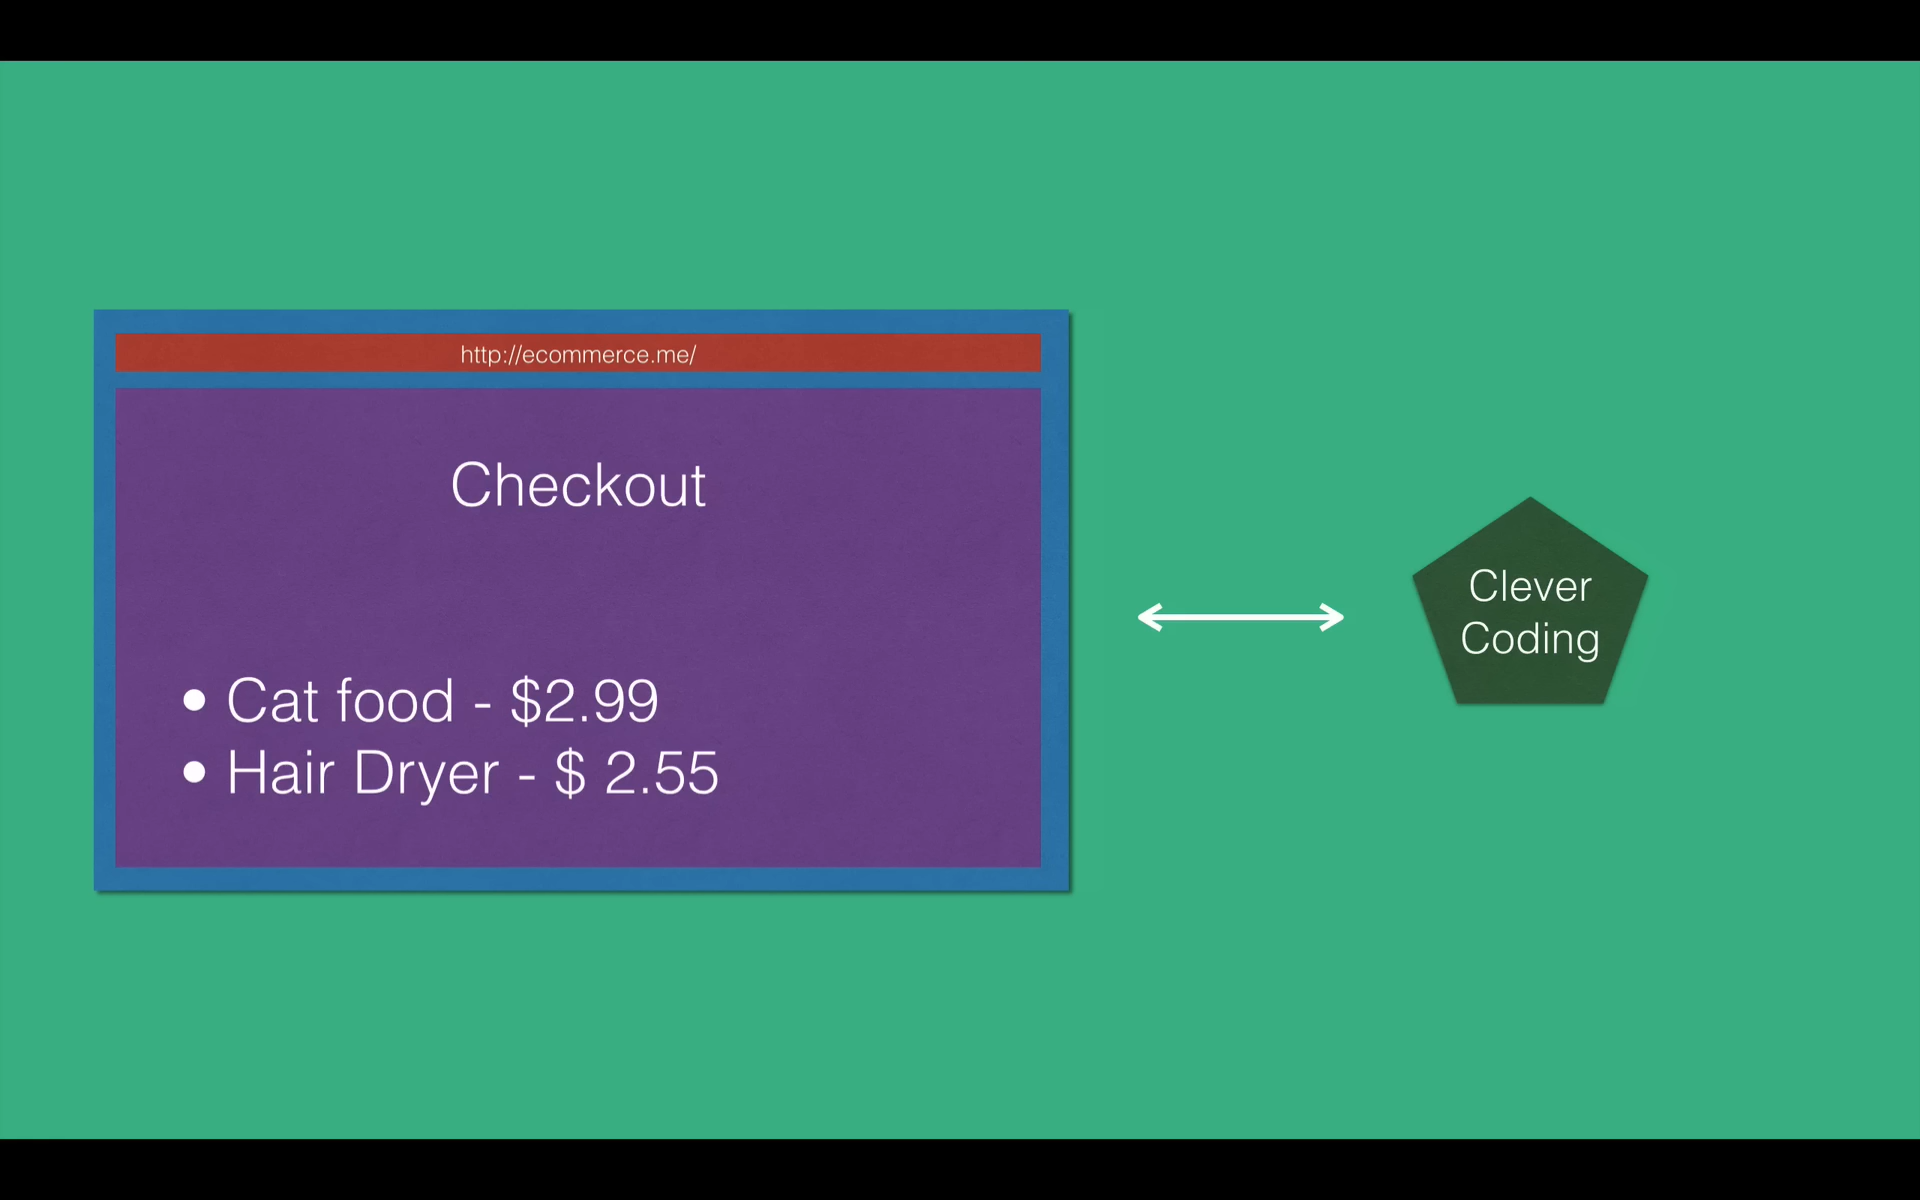 http://ecommerce.me/
Checkout
• Cat food - $2.99
• Hair Dryer - $ 2.55
Clever
Coding